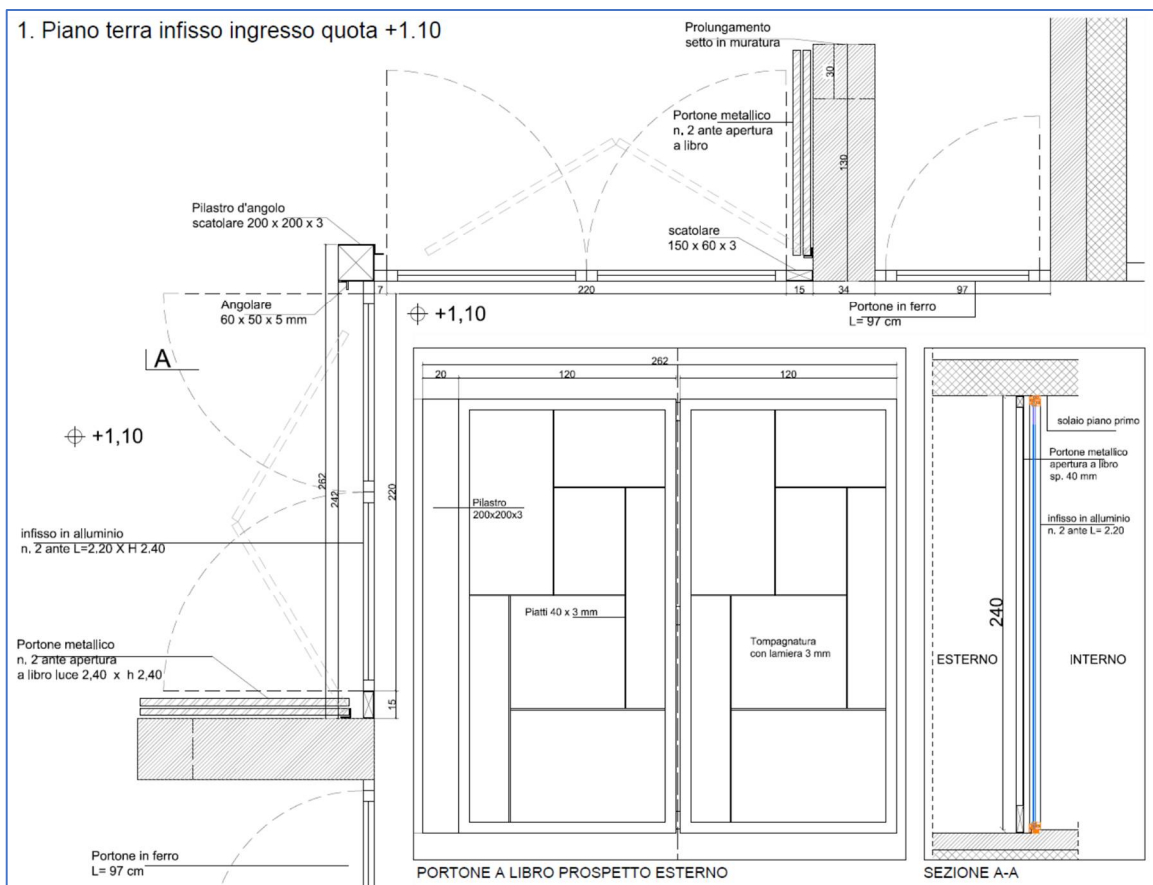 1. Piano terra infisso ingresso quota +1.10
Prolungamento
setto in muratura
30
Portone metallico
n. 2 ante apertura
a libro
130
Pilastro d'angolo
scatolare 200 x 200 x 3
scatolare
150 x 60 x 3
7
220
15
34
97
Angolare
60 x 50 x 5 mm
+1,10
Portone in ferro
L= 97 cm
A
+1,10
262
242
220
infisso in alluminio
n. 2 ante L=2.20 X H 2.40
Portone metallico
n. 2 ante apertura
a libro luce 2,40 x h 2,40
15
Portone in ferro
L= 97 cm
262
20
120
120
Pilastro
200x200x3
Piatti 40 x 3 mm
Tompagnatura
con lamiera 3 mm
PORTONE A LIBRO PROSPETTO ESTERNO
solaio piano primo
Portone metallico
apertura a libro
sp. 40 mm
infisso in alluminio
n. 2 ante L= 2.20
240
ESTERNO
INTERNO
SEZIONE A-A